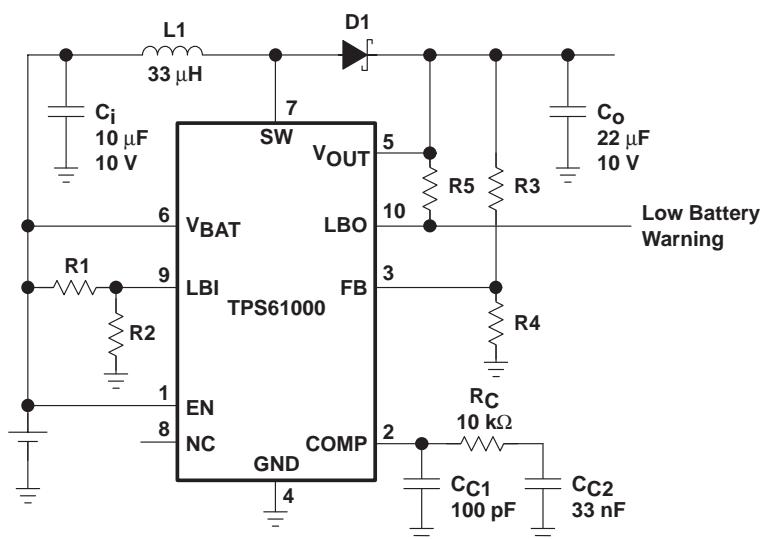 L1
33 μH
D1
Ci
10 μF
10 V
7
SW
Co
22 μF
10 V
VOUT
5
R5
R3
6
VBAT
LBO
10
Low Battery
Warning
R1
9
LBI
TPS61000
FB
3
R2
R4
1
EN
8
NC
COMP
2
RC
10 kΩ
GND
4
CC1
100 pF
CC2
33 nF